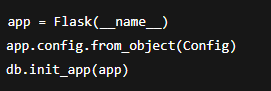 app = Flask(__name__)
app.config.from_object(Config)
db.init_app(app)